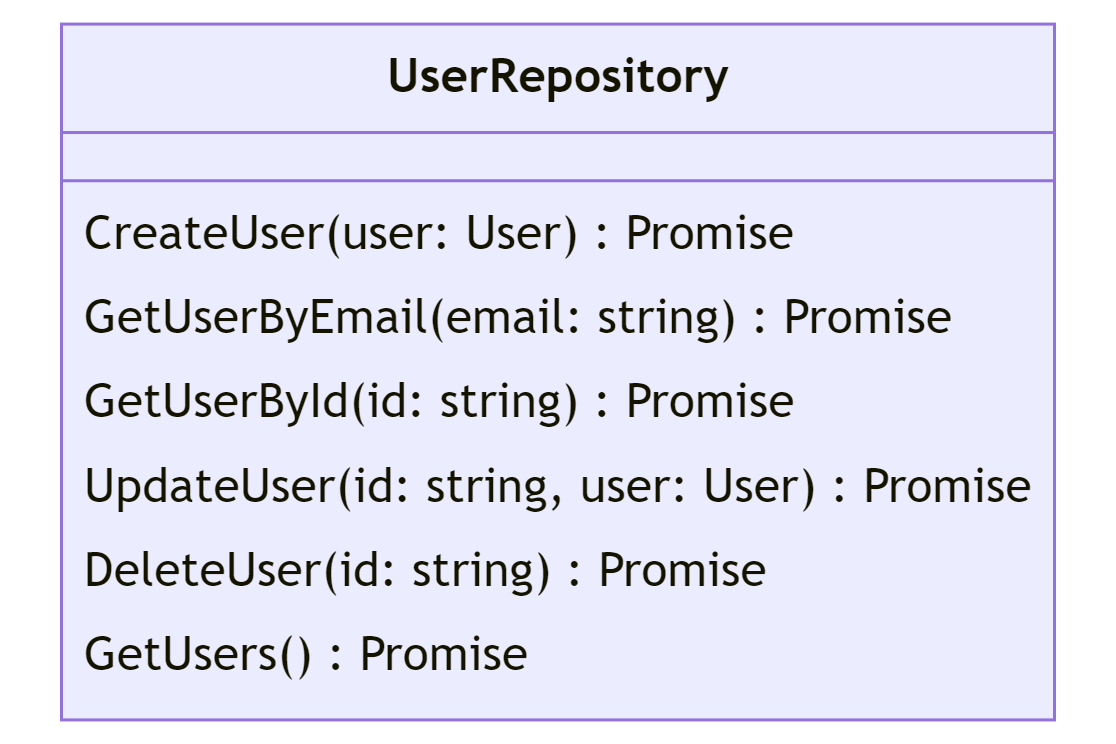 UserRepository
CreateUser(user: User) : Promise
GetUserByEmail(email: string) : Promise
GetUserById(id: string) : Promise
UpdateUser(id: string, user: User) : Promise
DeleteUser(id: string) : Promise
GetUsers() : Promise